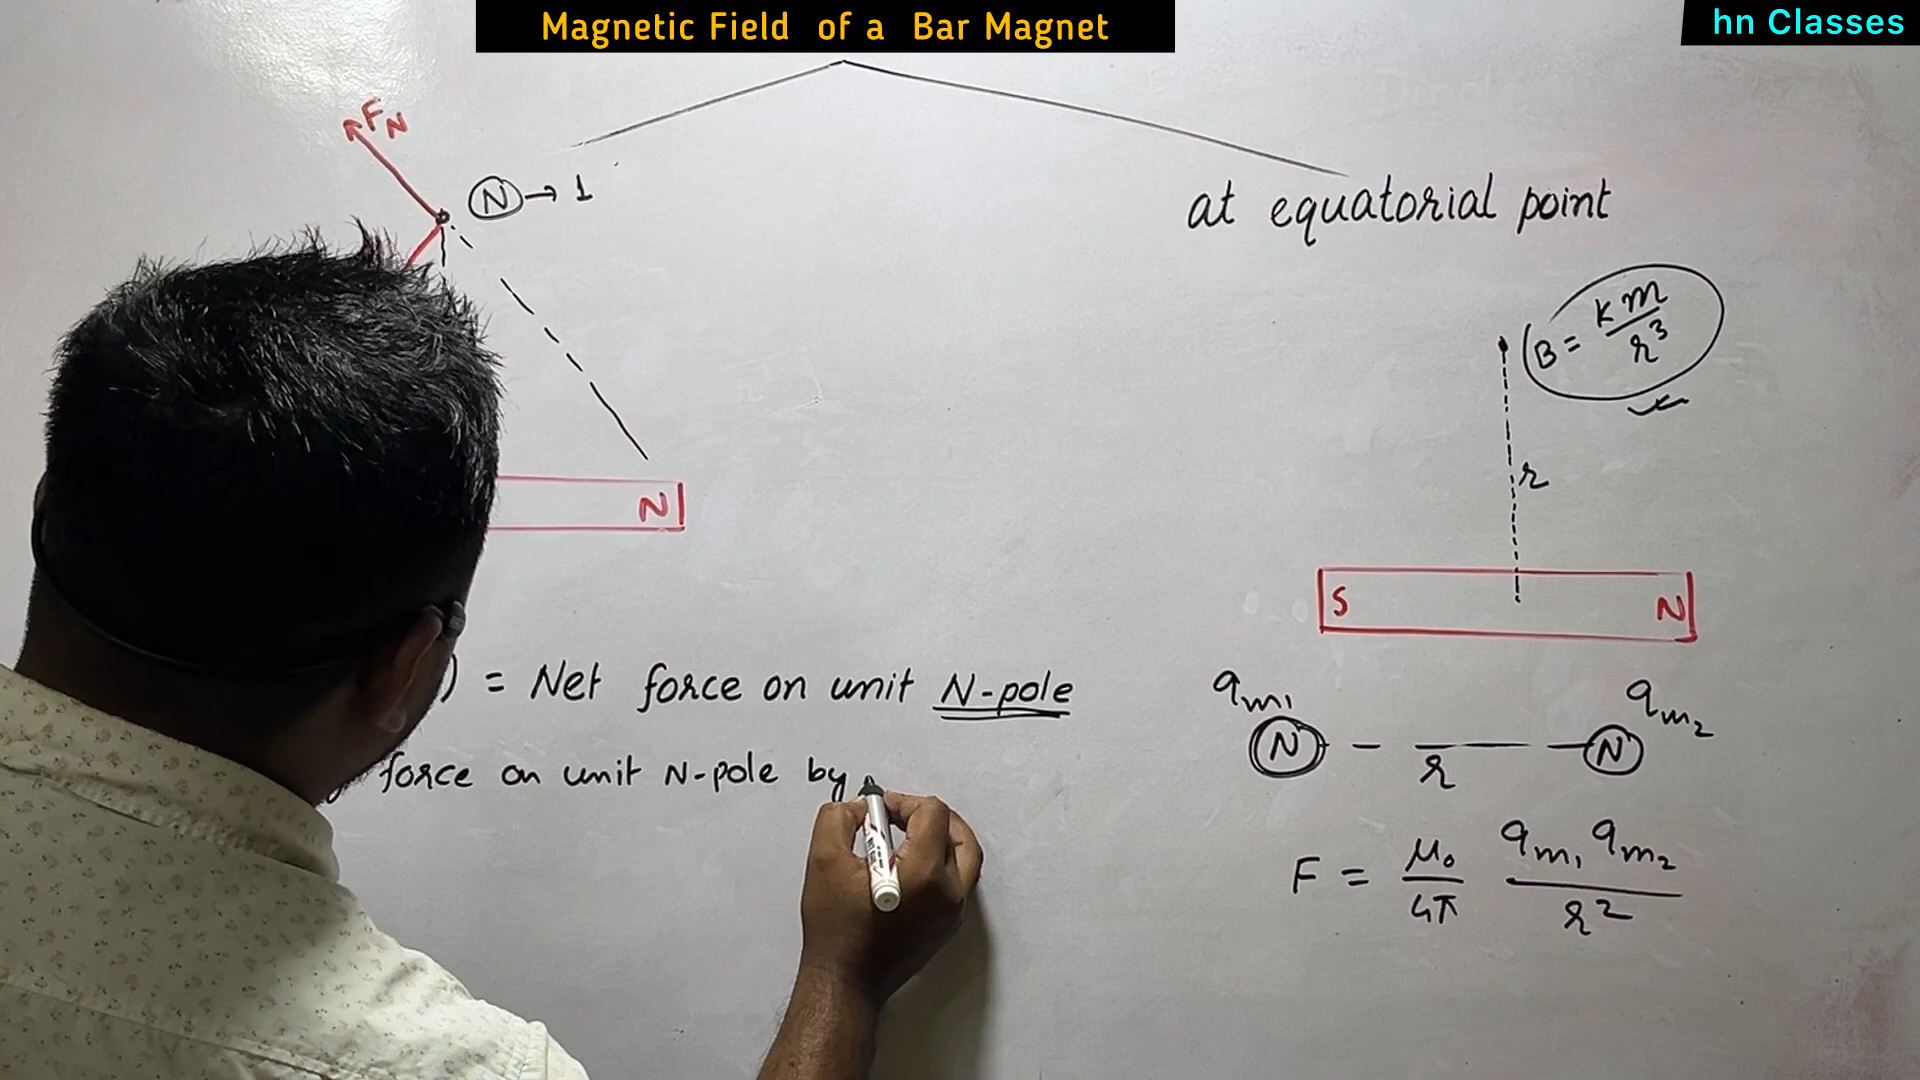 Magnetic Field of a Bar Magnet
hn Classes
F_N
N → 1
at equatorial point
B = K m / r³
r
N
S N
) = Net force on unit N-pole
force on unit N-pole by
q_m1 q_m2
N N
r
F = μ₀/4π q_m1 q_m2 / r²